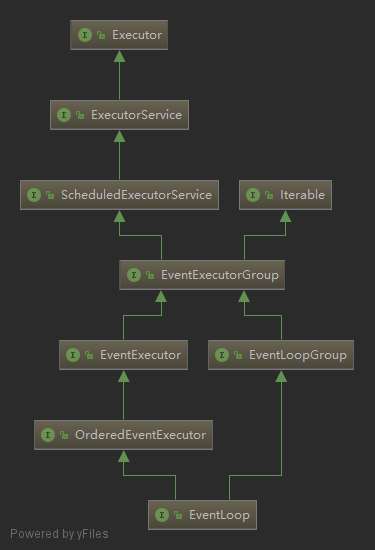 I Executor
I ExecutorService
I ScheduledExecutorService
I Iterable
I EventExecutorGroup
I EventExecutor
I EventLoopGroup
I OrderedEventExecutor
I EventLoop
Powered by yFiles